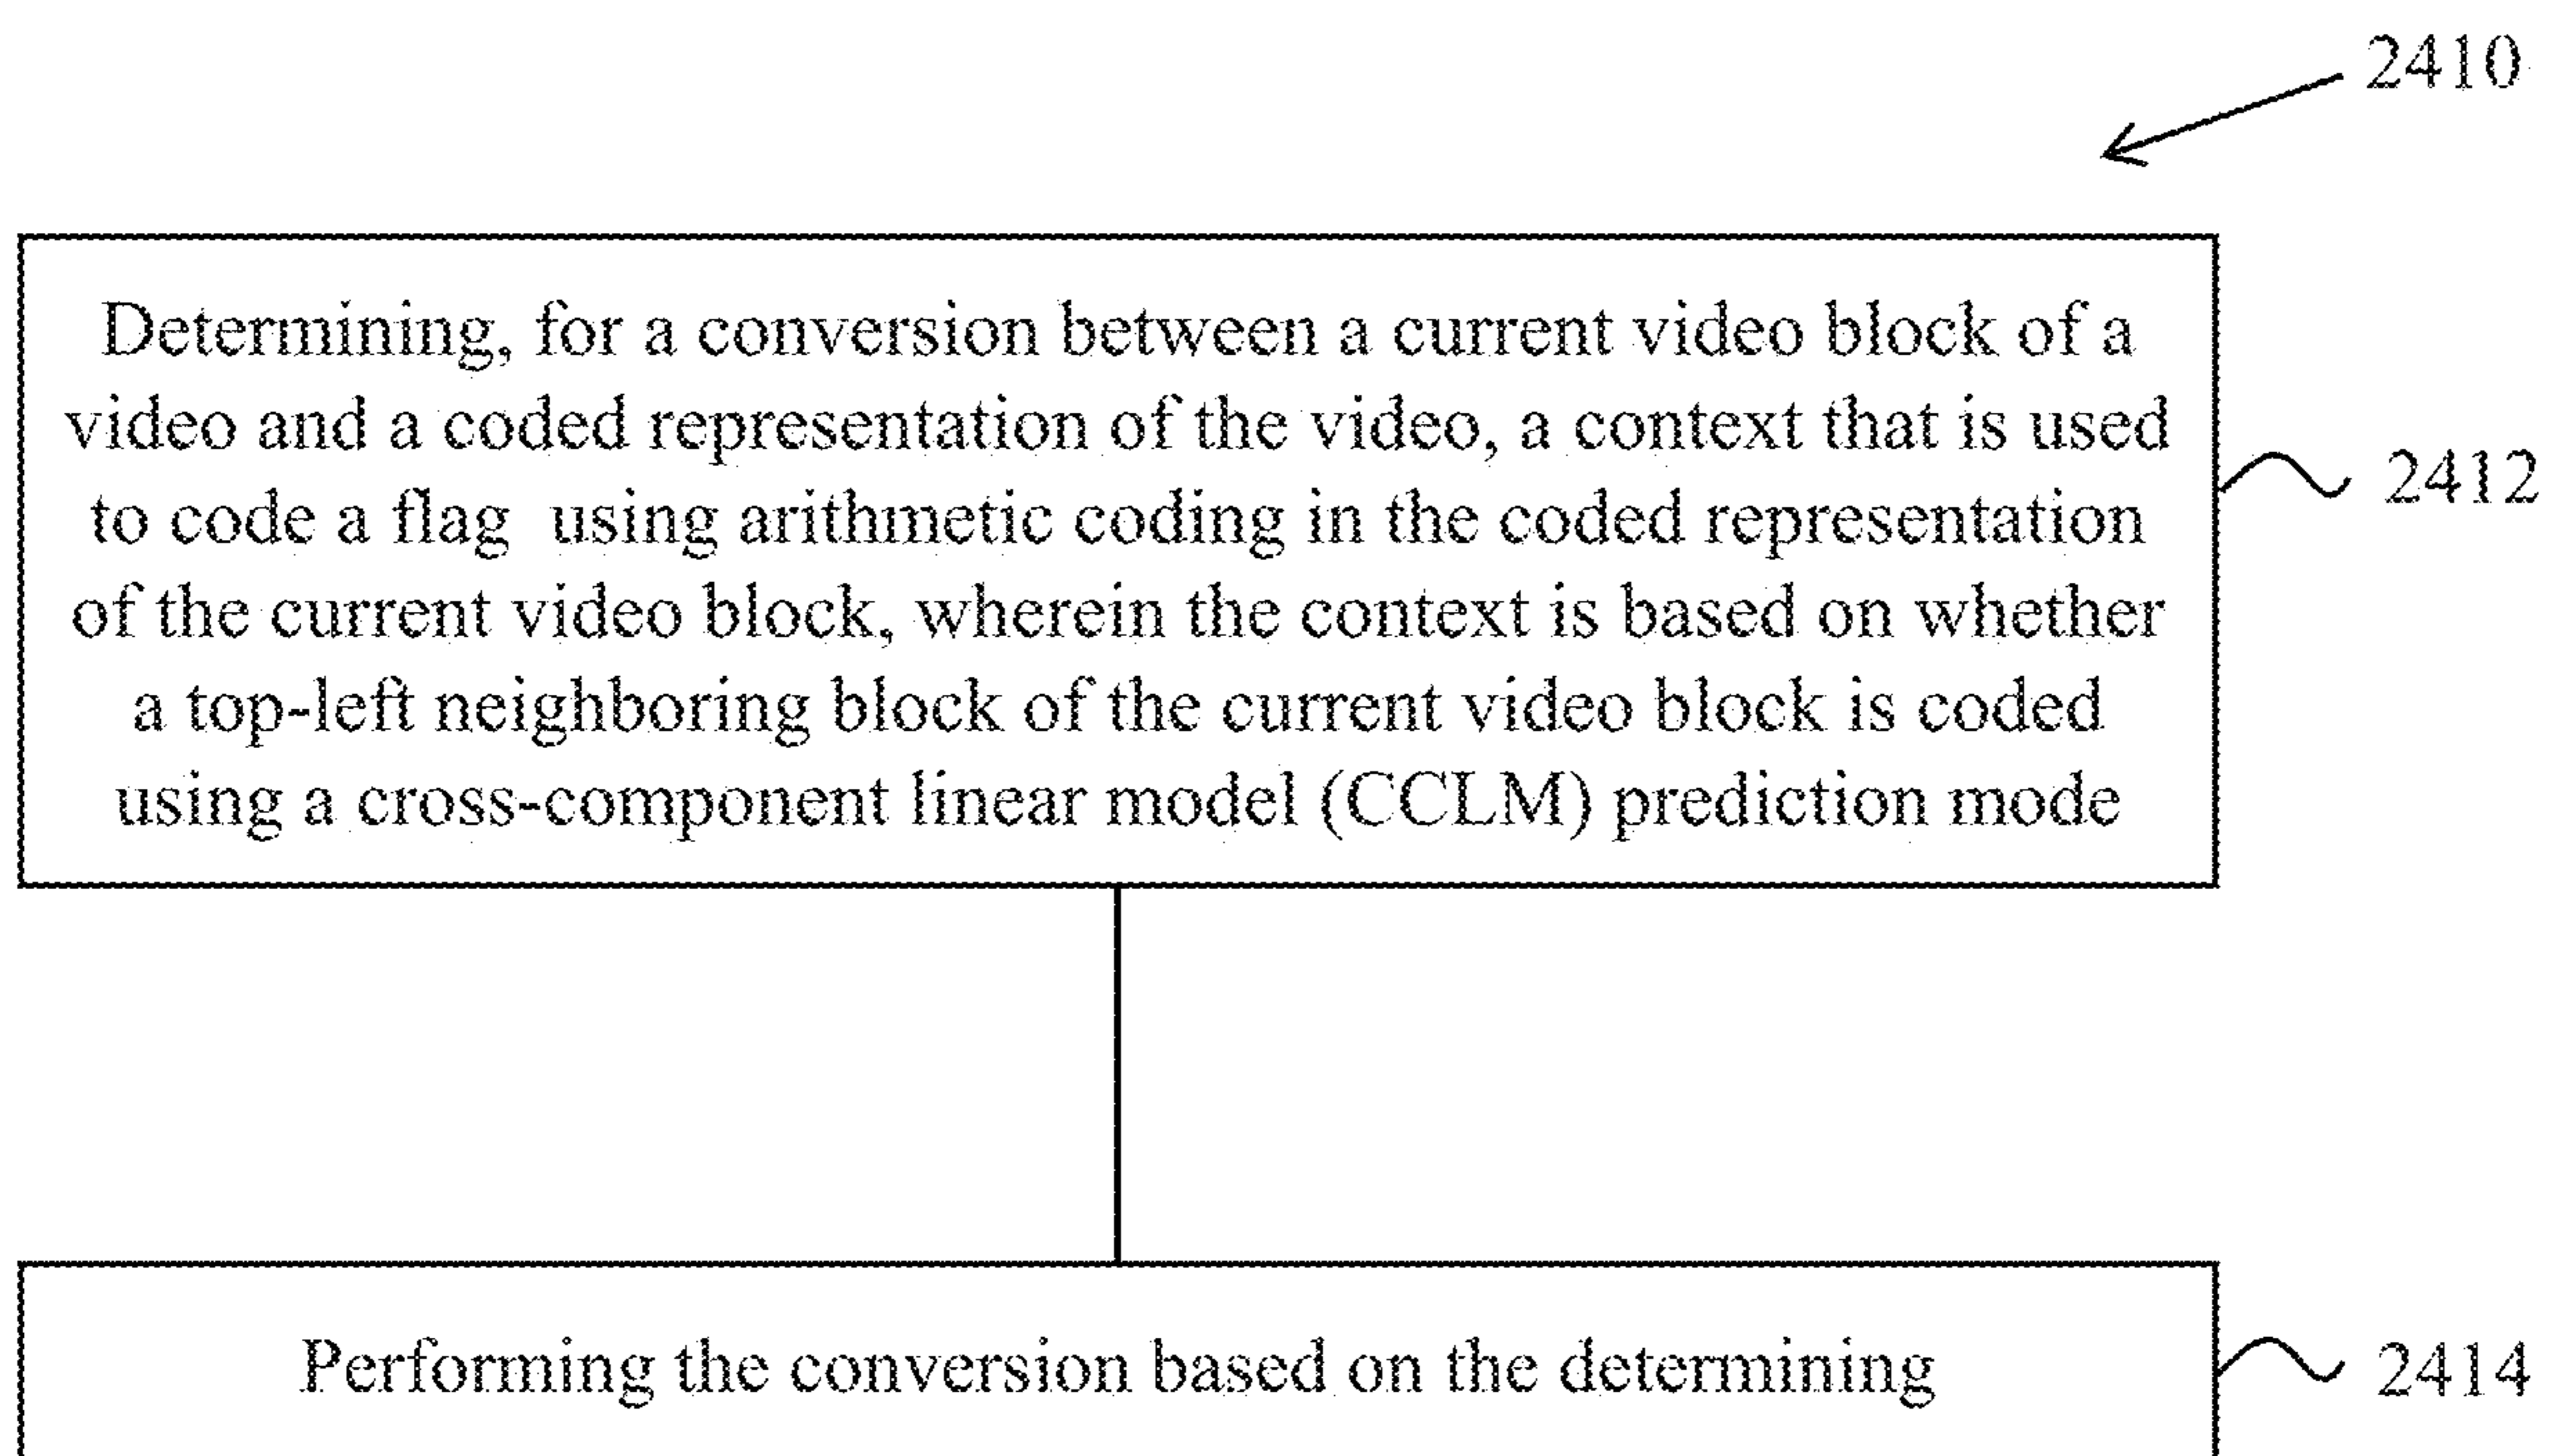 2410
Determining, for a conversion between a current video block of a
video and a coded representation of the video, a context that is used
to code a flag using arithmetic coding in the coded representation
of the current video block, wherein the context is based on whether
a top-left neighboring block of the current video block is coded
using a cross-component linear model (CCLM) prediction mode
2412
Performing the conversion based on the determining
2414